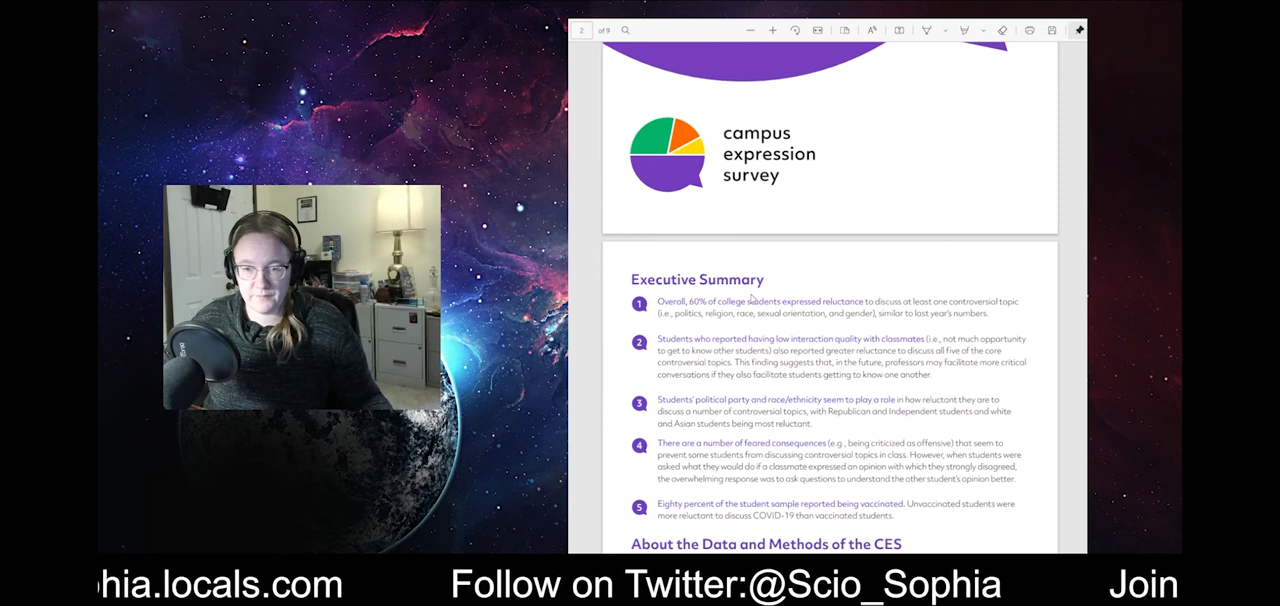 2 of 9
campus
expression
survey
Executive Summary
1 Overall, 60% of college students expressed reluctance to discuss at least one controversial topic
(i.e., politics, religion, race, sexual orientation, and gender), similar to last year's numbers.
2 Students who reported having low interaction quality with classmates (i.e., not much opportunity
to get to know other students) also reported greater reluctance to discuss all five of the core
controversial topics. This finding suggests that, in the future, professors may facilitate more critical
conversations if they also facilitate students getting to know one another.
3 Students' political party and race/ethnicity seem to play a role in how reluctant they are to
discuss a number of controversial topics, with Republican and Independent students and white
and Asian students being most reluctant.
4 There are a number of feared consequences (e.g., being criticized as offensive) that seem to
prevent some students from discussing controversial topics in class. However, when students were
asked what they would do if a classmate expressed an opinion with which they strongly disagreed,
the overwhelming response was to ask questions to understand the other student's opinion better.
5 Eighty percent of the student sample reported being vaccinated. Unvaccinated students were
more reluctant to discuss COVID-19 than vaccinated students.
About the Data and Methods of the CES
phia.locals.com Follow on Twitter:@Scio_Sophia Join